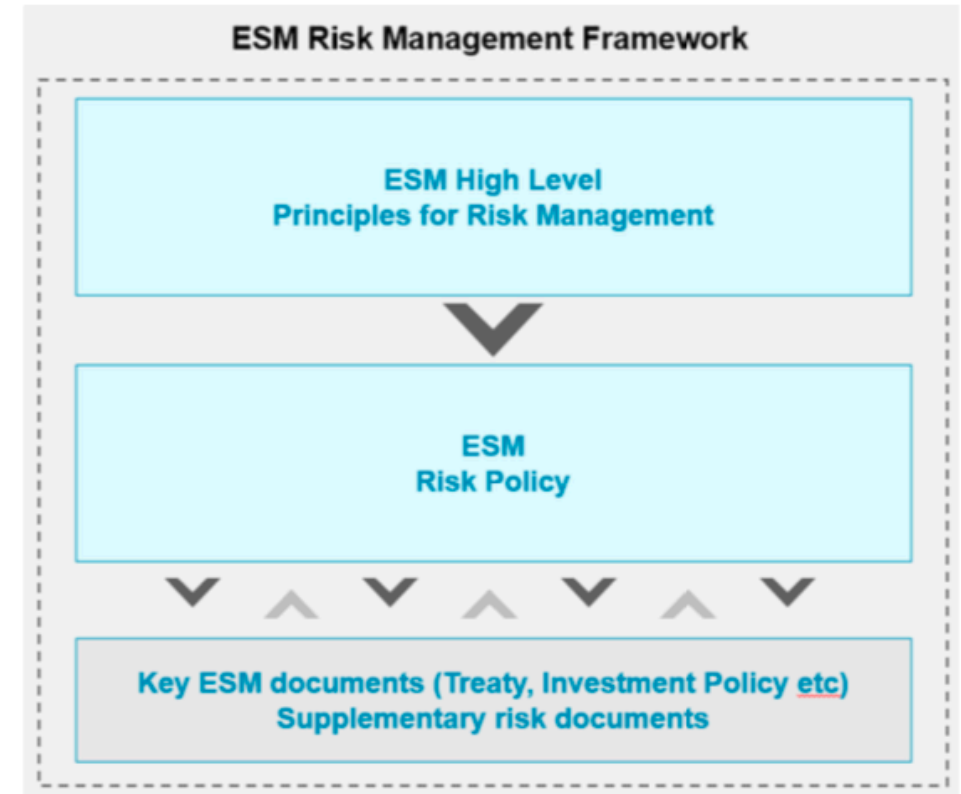 ESM Risk Management Framework
ESM High Level
Principles for Risk Management
ESM
Risk Policy
Key ESM documents (Treaty, Investment Policy etc)
Supplementary risk documents